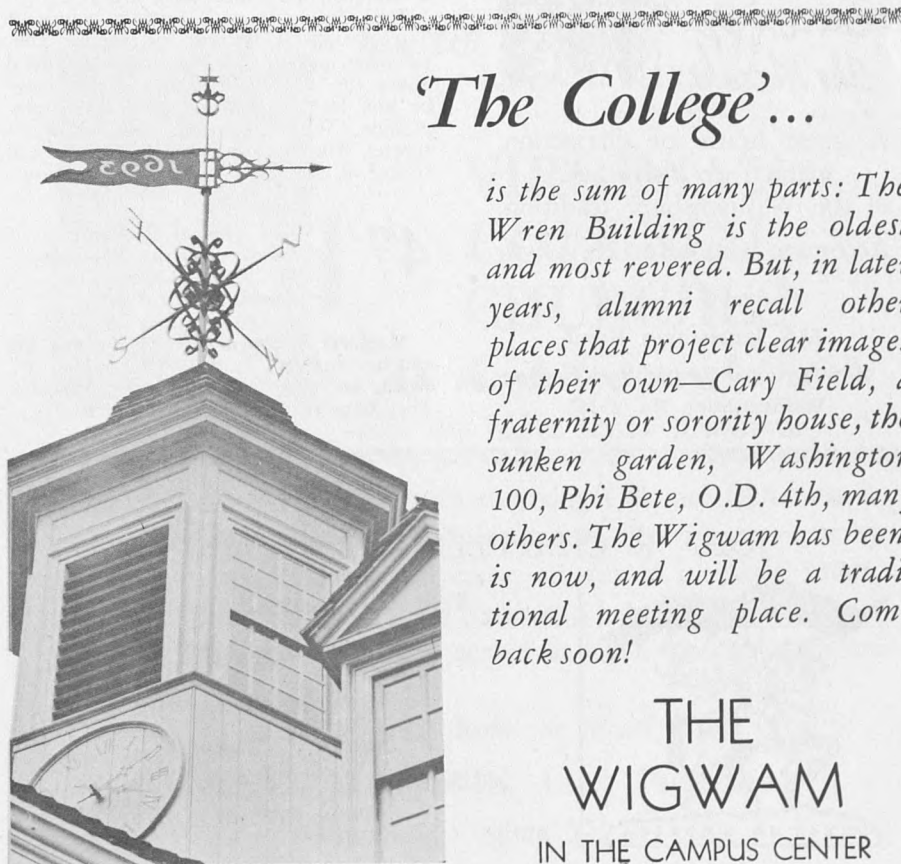 1693
E
N
S
W
'The College'...
is the sum of many parts: The
Wren Building is the oldest
and most revered. But, in later
years, alumni recall other
places that project clear images
of their own—Cary Field, a
fraternity or sorority house, the
sunken garden, Washington
100, Phi Bete, O.D. 4th, many
others. The Wigwam has been,
is now, and will be a tradi-
tional meeting place. Come
back soon!
THE
WIGWAM
IN THE CAMPUS CENTER